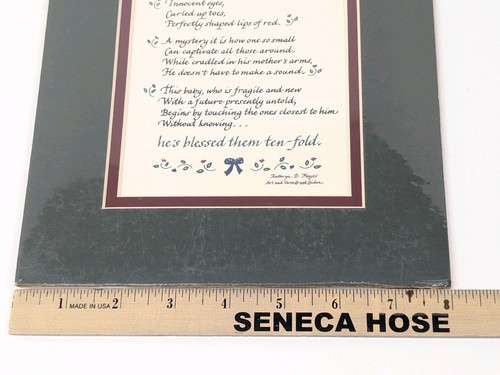 Innocent eyes,
Curled up toes,
Perfectly shaped lips of red.
A mystery it is how one so small
Can captivate all those around
While cradled in his mother's arms,
He doesn't have to make a sound.
This baby, who is fragile and new
With a future presently untold,
Begins by touching the ones closest to him
Without knowing...
he's blessed them ten-fold.
Kathryn D.
Art and Verse
1 MADE IN USA 2 3 4 5 6 7 8
SENECA HOSE